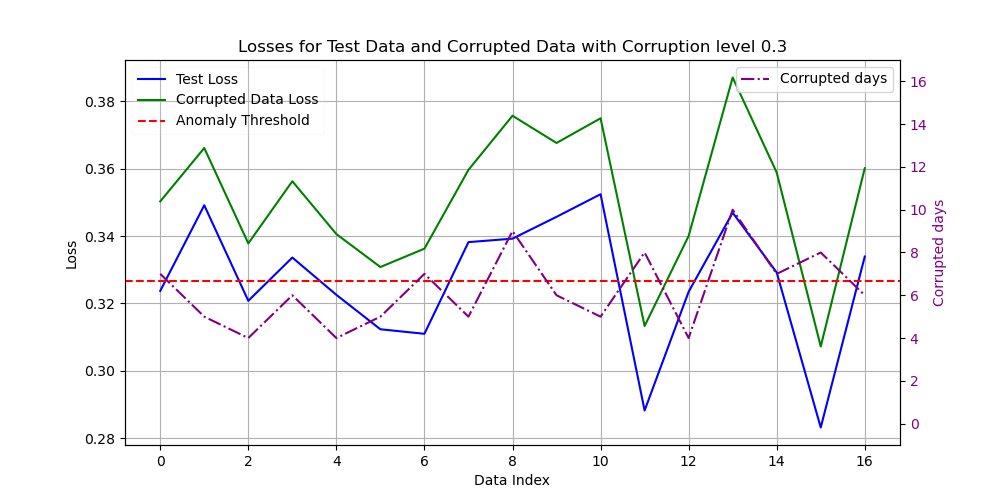 Losses for Test Data and Corrupted Data with Corruption level 0.3
Test Loss
Corrupted Data Loss
Anomaly Threshold
Corrupted days
Loss
0.38
0.36
0.34
0.32
0.30
0.28
16
14
12
10
8
6
4
2
0
Corrupted days
0 2 4 6 8 10 12 14 16
Data Index